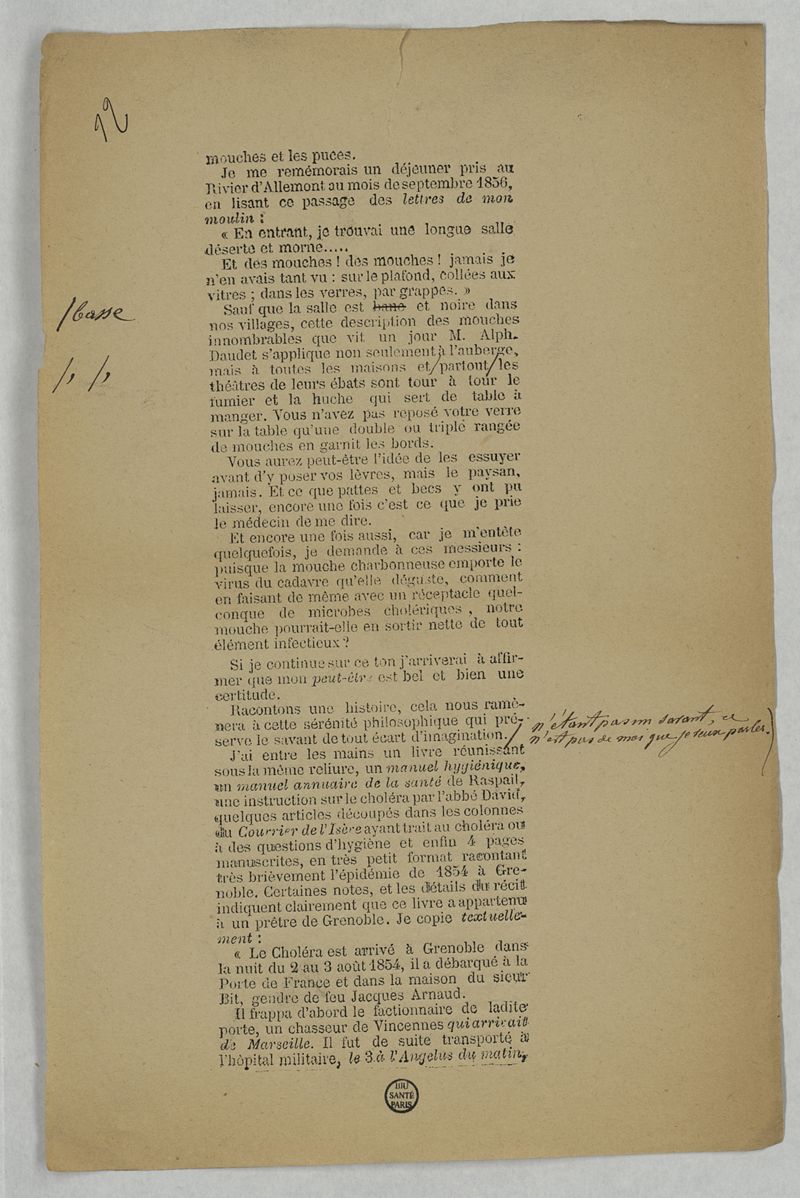 22
mouches et les puces.
Je me remémorais un déjeuner pris au
Rivier d'Allemont au mois de septembre 1856,
en lisant ce passage des lettres de mon
moulin :
« En entrant, je trouvai une longue salle
déserte et morne.....
Et des mouches ! des mouches ! jamais je
n'en avais tant vu : sur le plafond, collées aux
vitres ; dans les verres, par grappes. »
Sauf que la salle est bane et noire dans
/basse
nos villages, cette description des mouches
innombrables que vit un jour M. Alph.
Daudet s'applique non seulement à l'auberge,
mais à toutes les maisons et/partout/les
/, /,
théâtres de leurs ébats sont tour à tour le
fumier et la huche qui sert de table à
manger. Vous n'avez pas reposé votre verre
sur la table qu'une double ou triple rangée
de mouches en garnit les bords.
Vous aurez peut-être l'idée de les essuyer
avant d'y poser vos lèvres, mais le paysan,
jamais. Et ce que pattes et becs y ont pu
laisser, encore une fois c'est ce que je prie
le médecin de me dire.
Et encore une fois aussi, car je m'entête
quelquefois, je demande à ces messieurs :
puisque la mouche charbonneuse emporte le
virus du cadavre qu'elle déguste, comment
en faisant de même avec un réceptacle quel-
conque de microbes cholériques, notre
mouche pourrait-elle en sortir nette de tout
élément infectieux ?
Si je continue sur ce ton j'arriverai à affir-
mer que mon peut-être est bel et bien une
certitude.
Racontons une histoire, cela nous ramè-
nera à cette sérénité philosophique qui pré-
serve le savant de tout écart d'imagination./
n'étant pas un savant, ce
n'est pas de moi que je veux parler.)
J'ai entre les mains un livre réunissant
sous la même reliure, un manuel hygiénique,
un manuel annuaire de la santé de Raspail,
une instruction sur le choléra par l'abbé David,
quelques articles découpés dans les colonnes
du Courrier de l'Isère ayant trait au choléra ou
à des questions d'hygiène et enfin 4 pages
manuscrites, en très petit format racontant
très brièvement l'épidémie de 1854 à Gre-
noble. Certaines notes, et les détails du récit
indiquent clairement que ce livre a appartenu
à un prêtre de Grenoble. Je copie textuelle-
ment :
« Le Choléra est arrivé à Grenoble dans
la nuit du 2 au 3 août 1854, il a débarqué à la
Porte de France et dans la maison du sieur
Bit, gendre de feu Jacques Arnaud.
Il frappa d'abord le factionnaire de ladite
porte, un chasseur de Vincennes qui arrivait
de Marseille. Il fut de suite transporté à
l'hôpital militaire, le 3 à l'Angelus du matin,
BIU
SANTÉ
PARIS